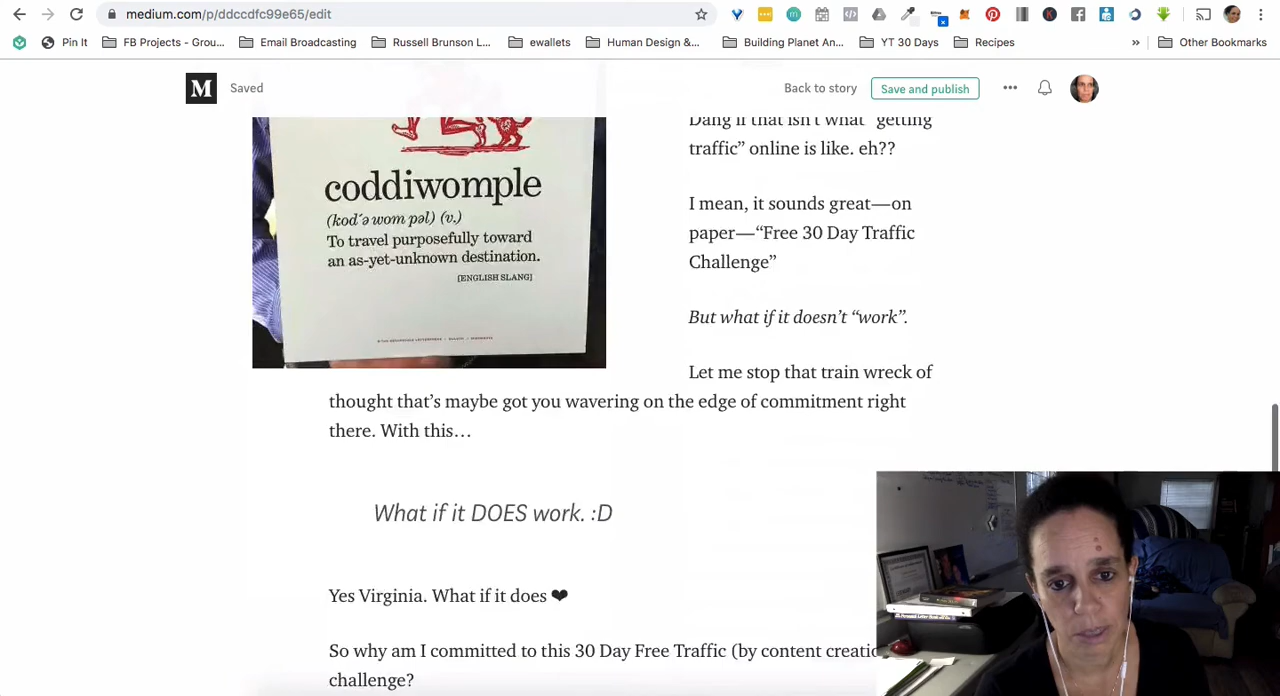 medium.com/p/ddccdfc99e65/edit
Pin It
FB Projects - Grou...
Email Broadcasting
Russell Brunson L...
ewallets
Human Design &...
Building Planet An...
YT 30 Days
Recipes
»
Other Bookmarks
M
Saved
Back to story
Save and publish
Dang if that isn't what “getting
traffic” online is like. eh??
I mean, it sounds great—on
paper—“Free 30 Day Traffic
Challenge”
But what if it doesn’t “work”.
Let me stop that train wreck of
thought that’s maybe got you wavering on the edge of commitment right
there. With this…
coddiwomple
(kod´ə wom pəl) (v.)
To travel purposefully toward
an as-yet-unknown destination.
[ENGLISH SLANG]
What if it DOES work. :D
Yes Virginia. What if it does ❤
So why am I committed to this 30 Day Free Traffic (by content creatio
challenge?